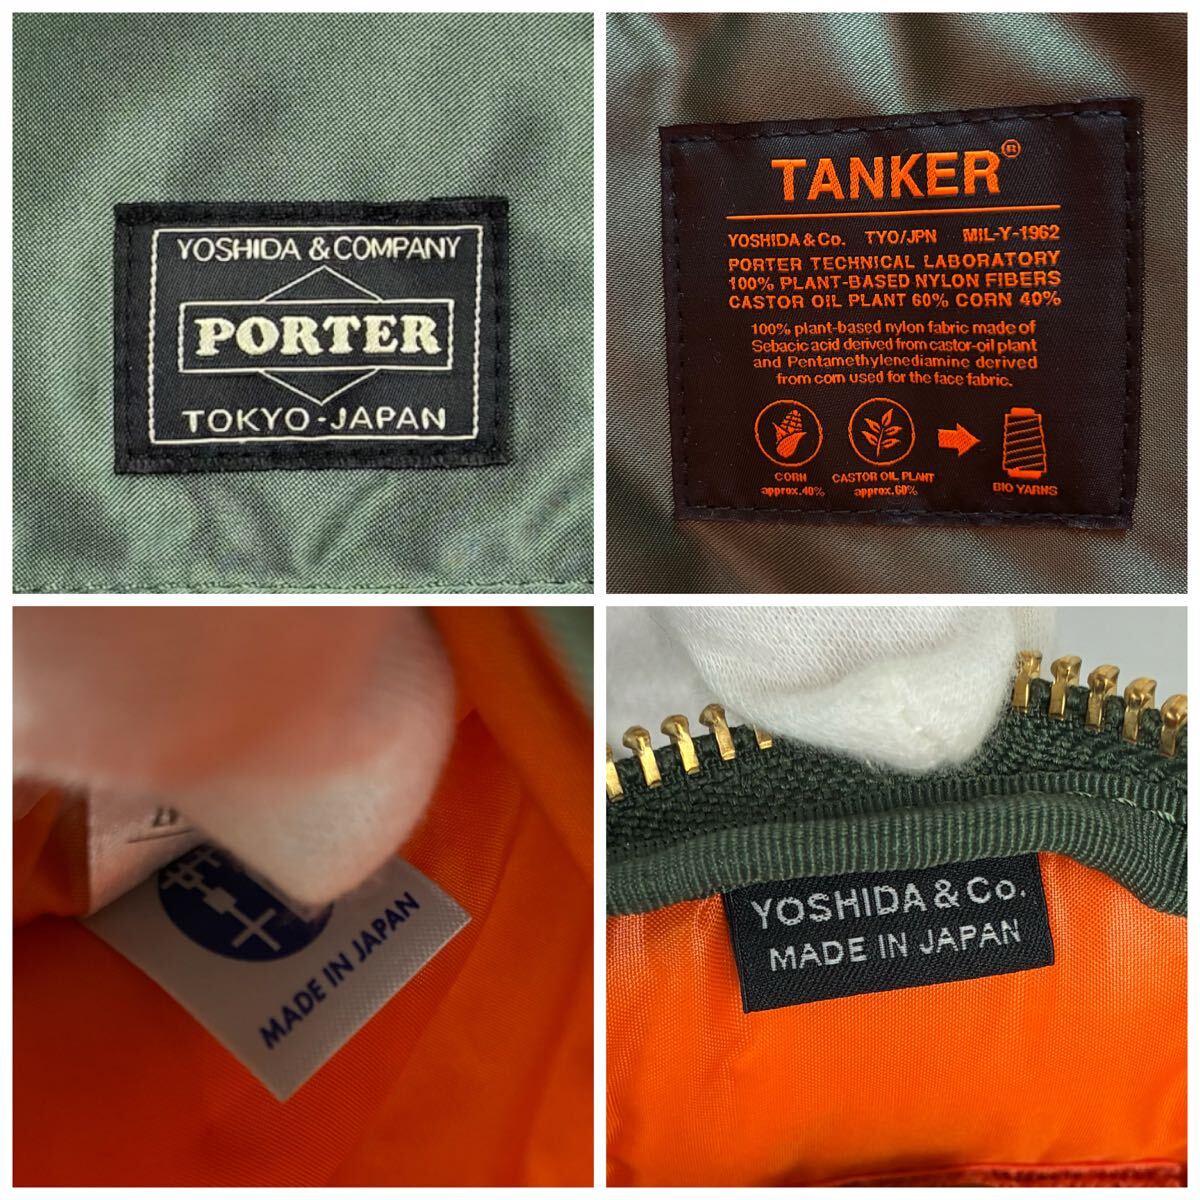 YOSHIDA & COMPANY
PORTER
TOKYO-JAPAN
TANKER®
YOSHIDA & Co. TYO/JPN MIL-Y-1962
PORTER TECHNICAL LABORATORY
100% PLANT-BASED NYLON FIBERS
CASTOR OIL PLANT 60% CORN 40%
100% plant-based nylon fabric made of
Sebacic acid derived from castor-oil plant
and Pentamethylenediamine derived
from corn used for the face fabric.
CORN
approx.40%
CASTOR OIL PLANT
approx.60%
BIO YARNS
MADE IN JAPAN
YOSHIDA & Co.
MADE IN JAPAN